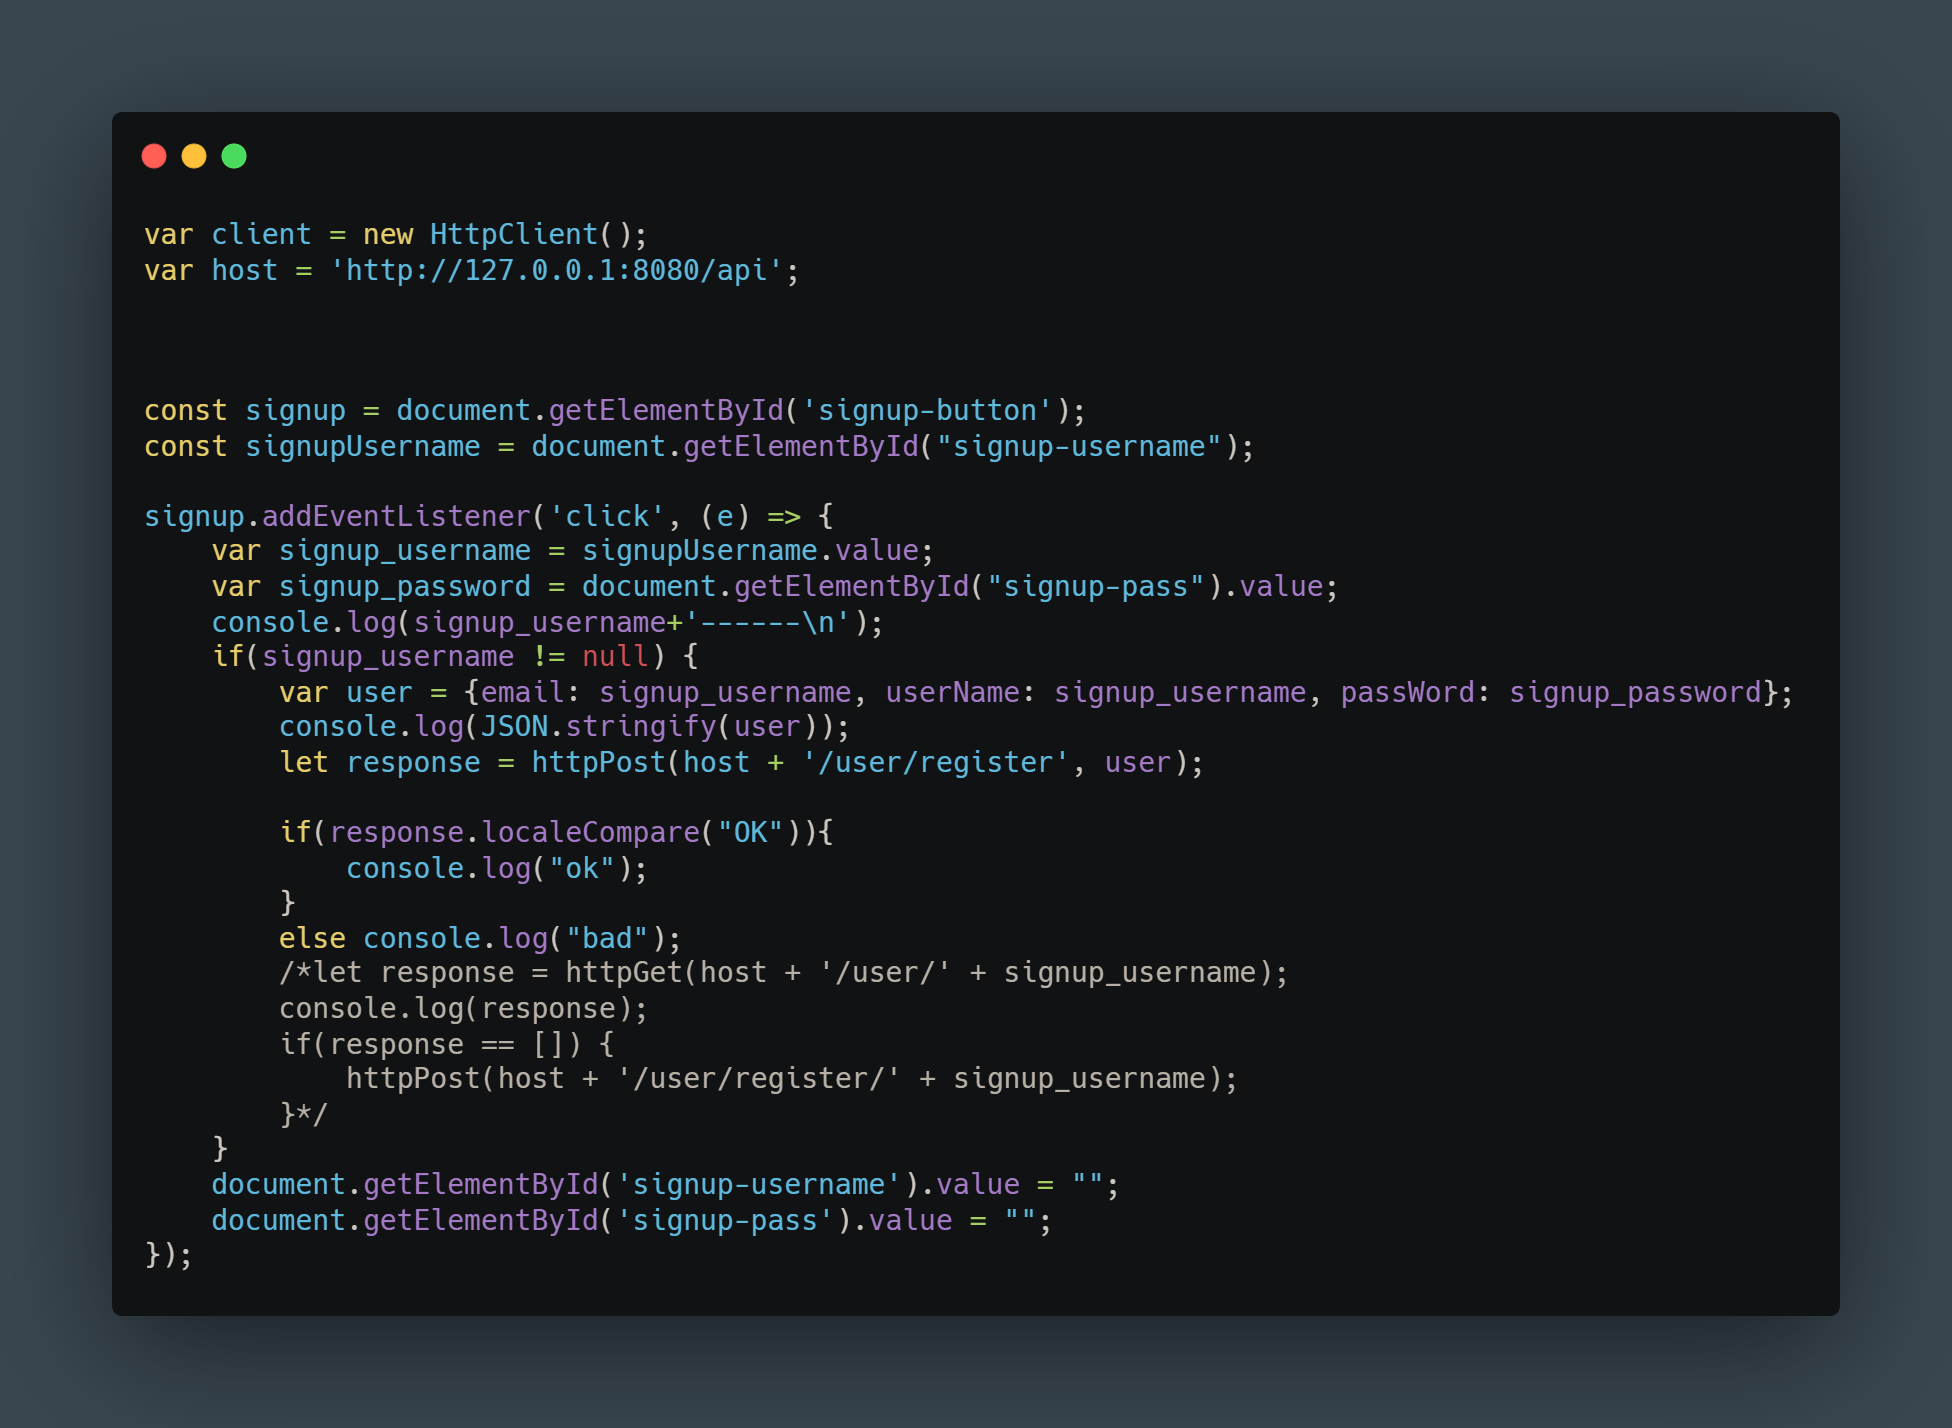 var client = new HttpClient();
var host = 'http://127.0.0.1:8080/api';

const signup = document.getElementById('signup-button');
const signupUsername = document.getElementById("signup-username");

signup.addEventListener('click', (e) => {
    var signup_username = signupUsername.value;
    var signup_password = document.getElementById("signup-pass").value;
    console.log(signup_username+'------\n');
    if(signup_username != null) {
        var user = {email: signup_username, userName: signup_username, passWord: signup_password};
        console.log(JSON.stringify(user));
        let response = httpPost(host + '/user/register', user);

        if(response.localeCompare("OK")){
            console.log("ok");
        }
        else console.log("bad");
        /*let response = httpGet(host + '/user/' + signup_username);
        console.log(response);
        if(response == []) {
            httpPost(host + '/user/register/' + signup_username);
        }*/
    }
    document.getElementById('signup-username').value = "";
    document.getElementById('signup-pass').value = "";
});